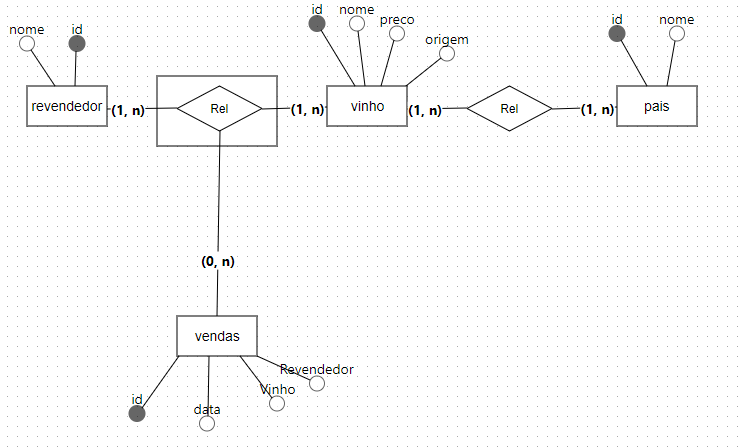 nome
id
id
nome
preco
origem
id
nome
revendedor
(1, n)
Rel
(1, n)
vinho
(1, n)
Rel
(1, n)
pais
(0, n)
vendas
id
data
Vinho
Revendedor